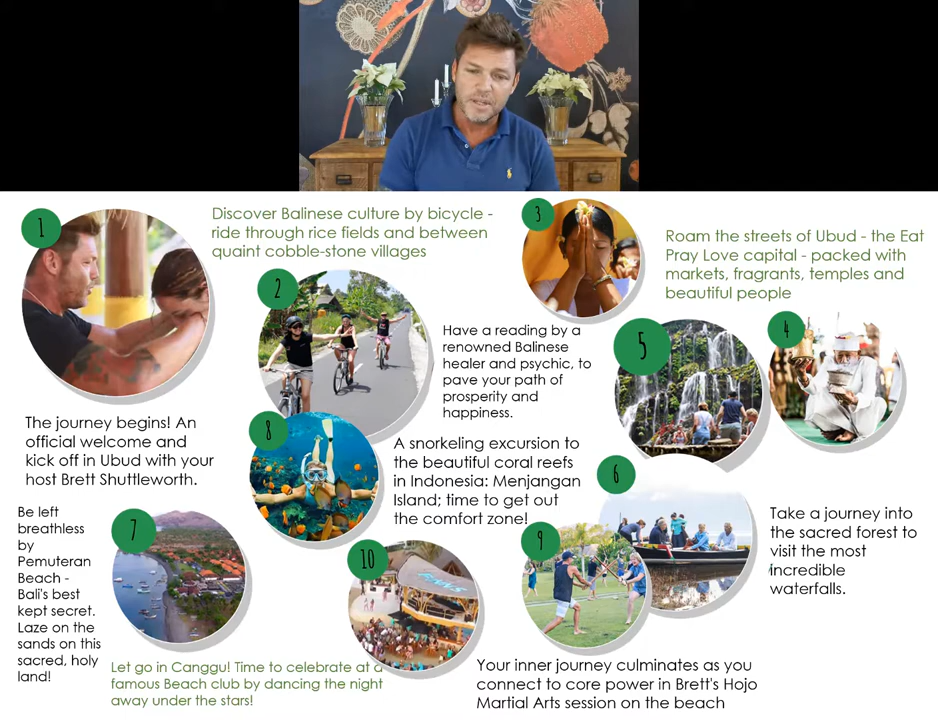 1
Discover Balinese culture by bicycle -
ride through rice fields and between
quaint cobble-stone villages
2
3
Roam the streets of Ubud - the Eat
Pray Love capital - packed with
markets, fragrants, temples and
beautiful people
Have a reading by a
renowned Balinese
healer and psychic, to
pave your path of
prosperity and
happiness.
4
5
The journey begins! An
official welcome and
kick off in Ubud with your
host Brett Shuttleworth.
8
A snorkeling excursion to
the beautiful coral reefs
in Indonesia: Menjangan
Island; time to get out
the comfort zone!
6
Take a journey into
the sacred forest to
visit the most
incredible
waterfalls.
Be left
breathless
by
Pemuteran
Beach -
Bali's best
kept secret.
Laze on the
sands on this
sacred, holy
land!
7
10
FINNS
9
Let go in Canggu! Time to celebrate at a
famous Beach club by dancing the night
away under the stars!
Your inner journey culminates as you
connect to core power in Brett's Hojo
Martial Arts session on the beach